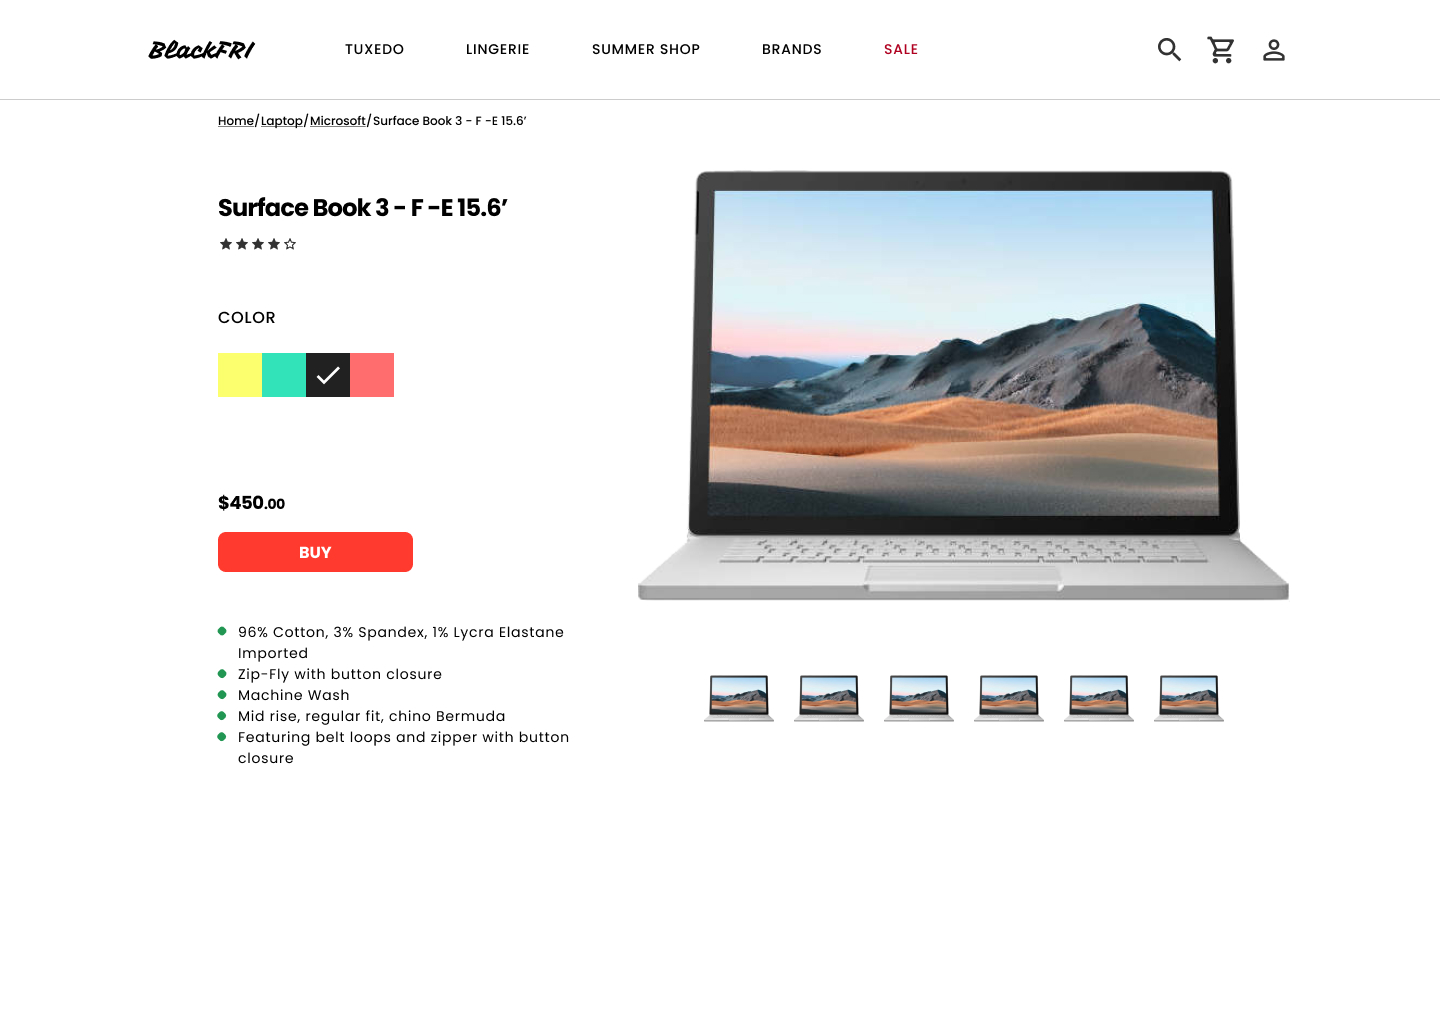 BlackFRI
TUXEDO
LINGERIE
SUMMER SHOP
BRANDS
SALE
Home/Laptop/Microsoft/Surface Book 3 - F -E 15.6’
Surface Book 3 - F -E 15.6’
COLOR
$450.00
BUY
96% Cotton, 3% Spandex, 1% Lycra Elastane
Imported
Zip-Fly with button closure
Machine Wash
Mid rise, regular fit, chino Bermuda
Featuring belt loops and zipper with button
closure